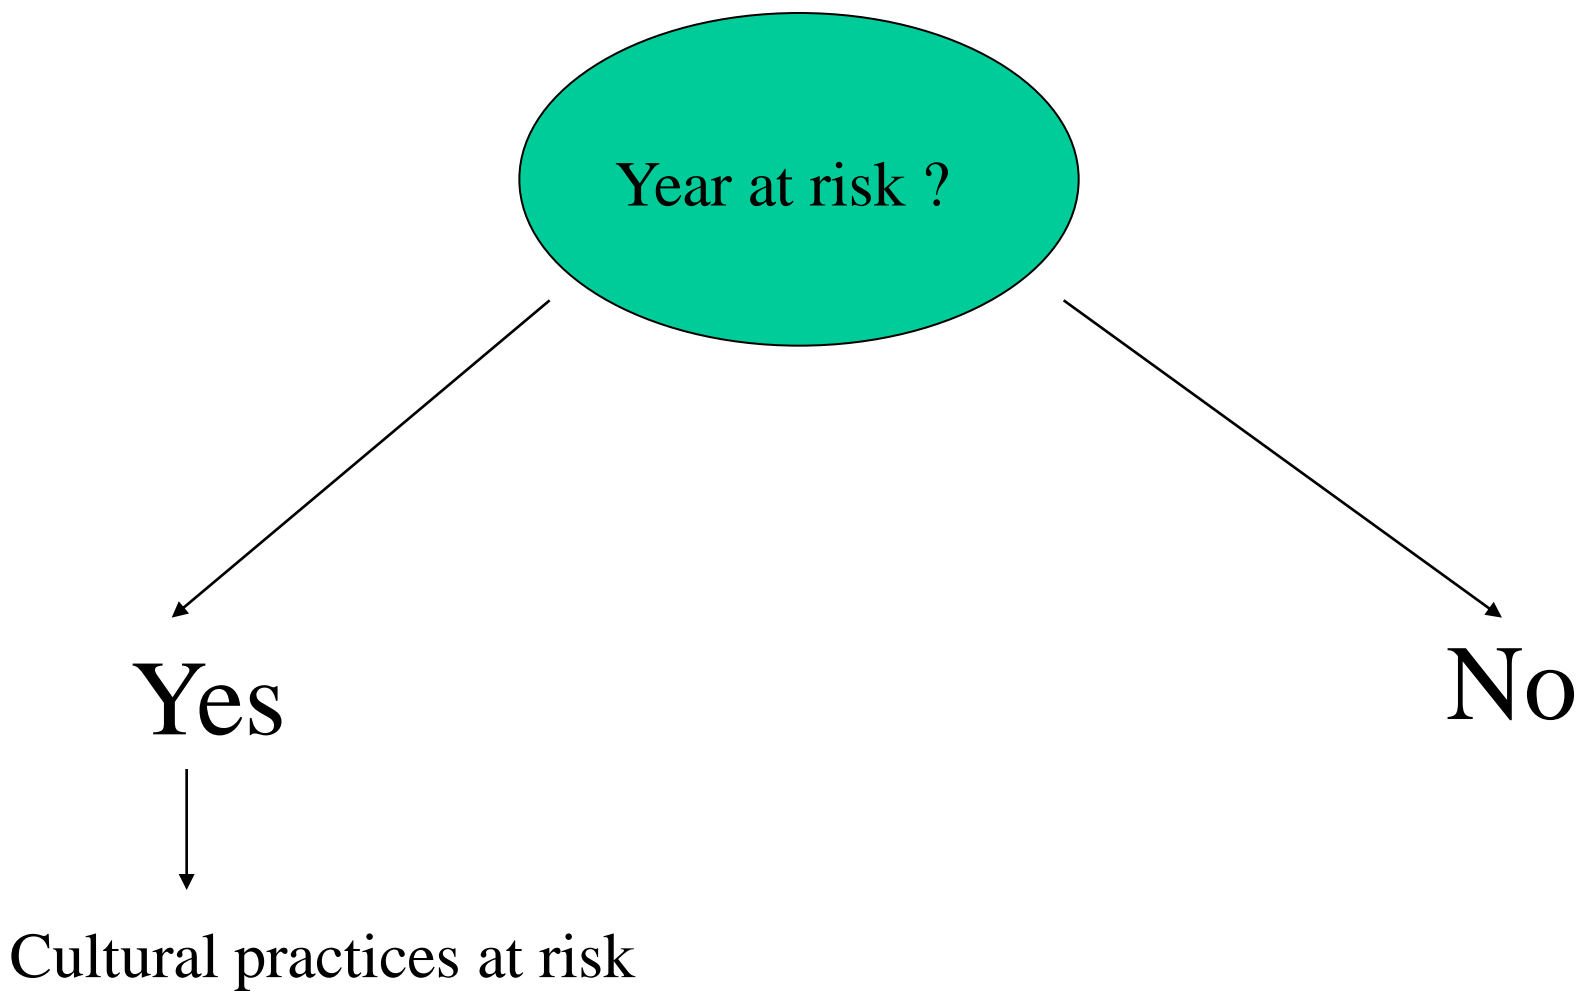 Year at risk ?
Yes
No
Cultural practices at risk